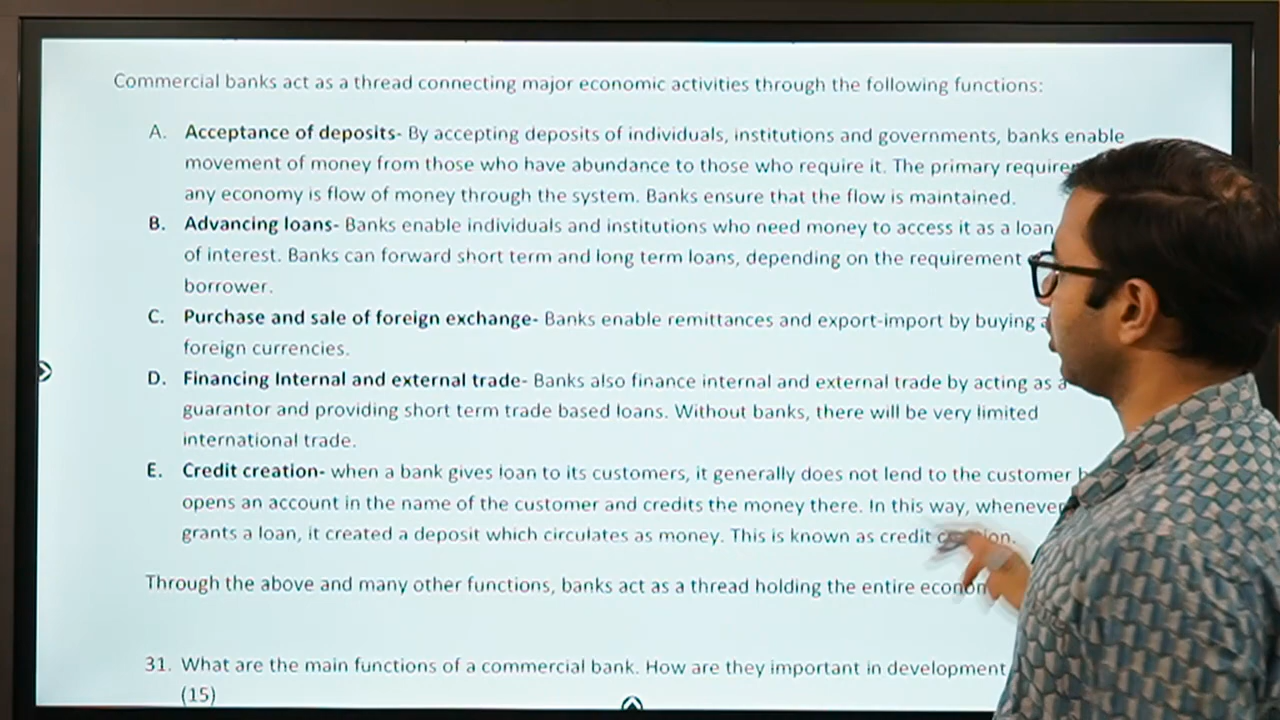 Commercial banks act as a thread connecting major economic activities through the following functions:
A. Acceptance of deposits- By accepting deposits of individuals, institutions and governments, banks enable
movement of money from those who have abundance to those who require it. The primary
any economy is flow of money through the system. Banks ensure that the flow is maintained.
B. Advancing loans- Banks enable individuals and institutions who need money to access it as a loan
of interest. Banks can forward short term and long term loans, depending on the requirement
borrower.
C. Purchase and sale of foreign exchange- Banks enable remittances and export-import by buying
foreign currencies.
D. Financing Internal and external trade- Banks also finance internal and external trade by acting as a
guarantor and providing short term trade based loans. Without banks, there will be very limited
international trade.
E. Credit creation- when a bank gives loan to its customers, it generally does not lend to the customer
opens an account in the name of the customer and credits the money there. In this way, whenever
grants a loan, it created a deposit which circulates as money. This is known as credit
Through the above and many other functions, banks act as a thread holding the entire
31. What are the main functions of a commercial bank. How are they important in development
(15)